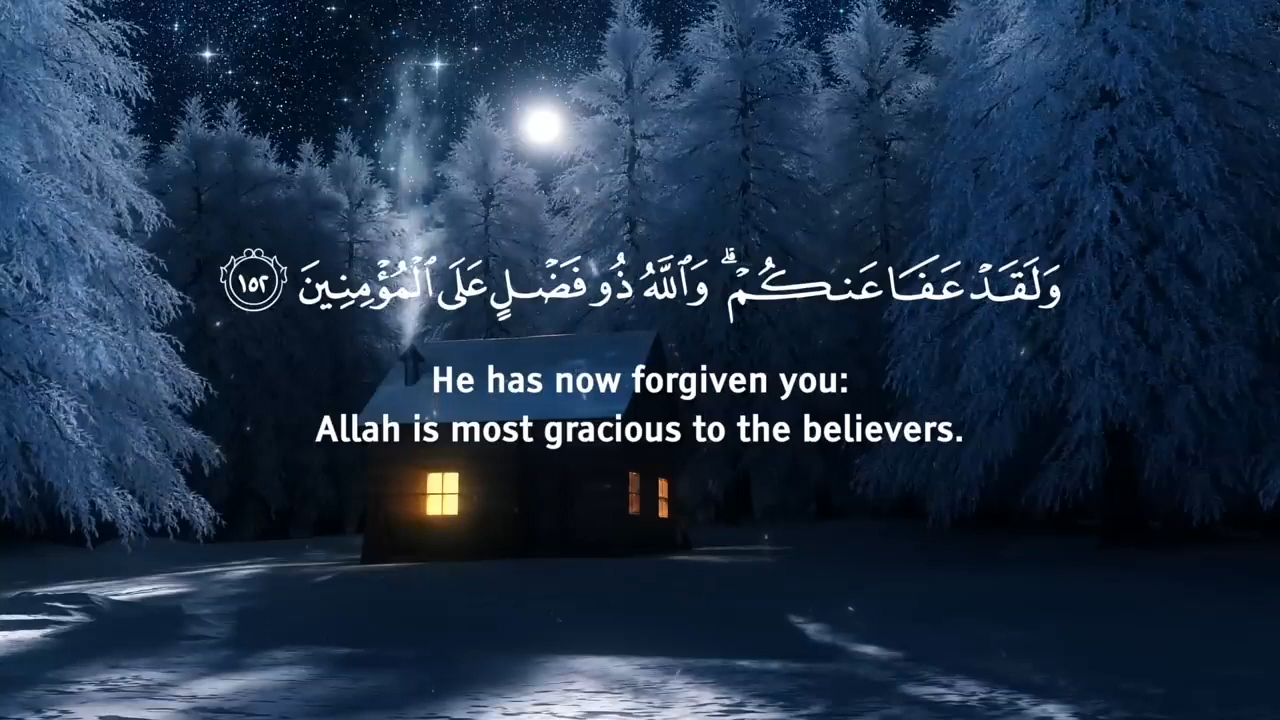 وَلَقَدْ عَفَا عَنكُمْ ۗ وَٱللَّهُ ذُو فَضْلٍ عَلَى ٱلْمُؤْمِنِينَ ١٥٢
He has now forgiven you:
Allah is most gracious to the believers.